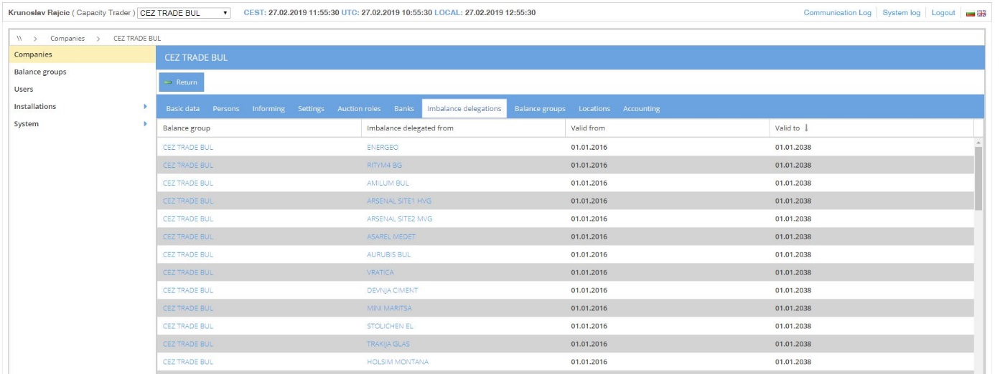 Krunoslav Rajcic ( Capacity Trader ) CEZ TRADE BUL CEST: 27.02.2019 11:55:30 UTC: 27.02.2019 10:55:30 LOCAL: 27.02.2019 12:55:30 Communication Log System log Logout
\\ > Companies > CEZ TRADE BUL
Companies
Balance groups
Users
Installations
System
CEZ TRADE BUL
Return
Basic data Persons Informing Settings Auction roles Banks Imbalance delegations Balance groups Locations Accounting
Balance group Imbalance delegated from Valid from Valid to
CEZ TRADE BUL ENERGEO 01.01.2016 01.01.2038
CEZ TRADE BUL RITYM4 BG 01.01.2016 01.01.2038
CEZ TRADE BUL AMILUM BUL 01.01.2016 01.01.2038
CEZ TRADE BUL ARSENAL SITE1 HVG 01.01.2016 01.01.2038
CEZ TRADE BUL ARSENAL SITE2 MVG 01.01.2016 01.01.2038
CEZ TRADE BUL ASAREL MEDET 01.01.2016 01.01.2038
CEZ TRADE BUL AURUBIS BUL 01.01.2016 01.01.2038
CEZ TRADE BUL VRATICA 01.01.2016 01.01.2038
CEZ TRADE BUL DEVNJA CIMENT 01.01.2016 01.01.2038
CEZ TRADE BUL MINI MARITSA 01.01.2016 01.01.2038
CEZ TRADE BUL STOLICHEN EL 01.01.2016 01.01.2038
CEZ TRADE BUL TRAKIJA GLAS 01.01.2016 01.01.2038
CEZ TRADE BUL HOLSIM MONTANA 01.01.2016 01.01.2038